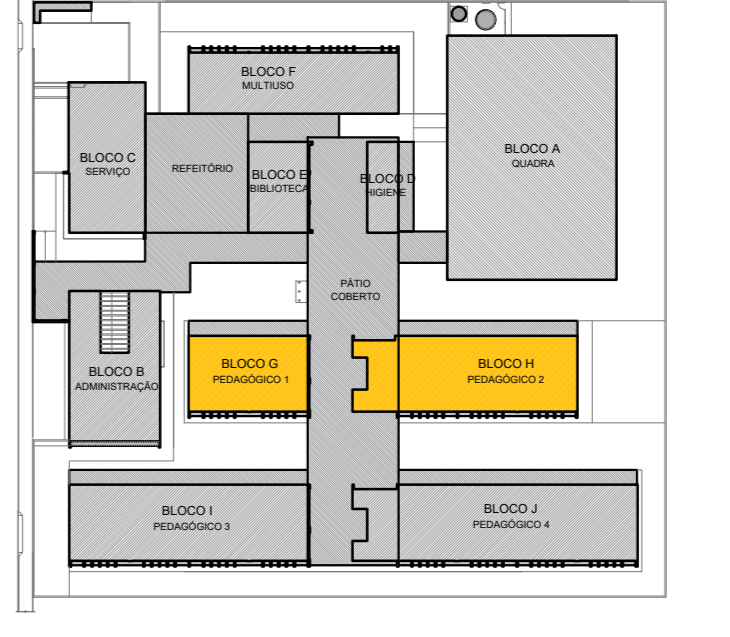 BLOCO F
MULTIUSO
BLOCO A
QUADRA
BLOCO C
SERVIÇO
REFEITÓRIO
BLOCO E
BIBLIOTECA
BLOCO D
HIGIENE
PÁTIO
COBERTO
BLOCO B
ADMINISTRAÇÃO
BLOCO G
PEDAGÓGICO 1
BLOCO H
PEDAGÓGICO 2
BLOCO I
PEDAGÓGICO 3
BLOCO J
PEDAGÓGICO 4